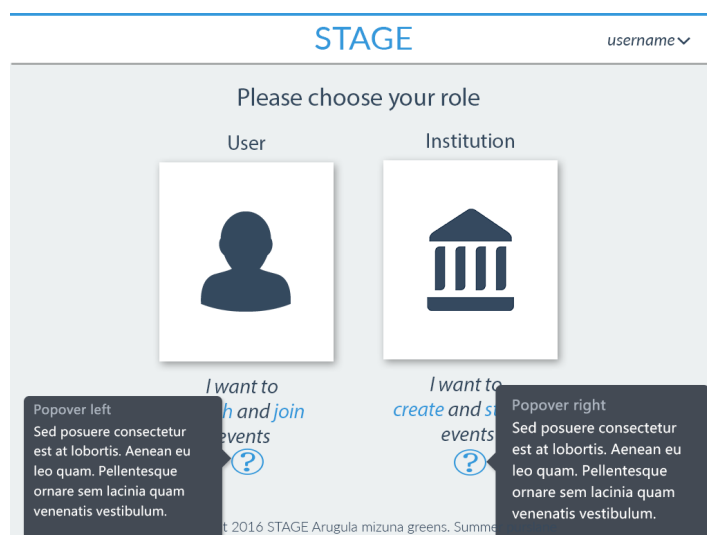 STAGE
username
Please choose your role
User
Institution
I want to
and join
events
I want to
create and
events
?
?
Popover left
Sed posuere consectetur
est at lobortis. Aenean eu
leo quam. Pellentesque
ornare sem lacinia quam
venenatis vestibulum.
Popover right
Sed posuere consectetur
est at lobortis. Aenean eu
leo quam. Pellentesque
ornare sem lacinia quam
venenatis vestibulum.
2016 STAGE Arugula mizuna greens.